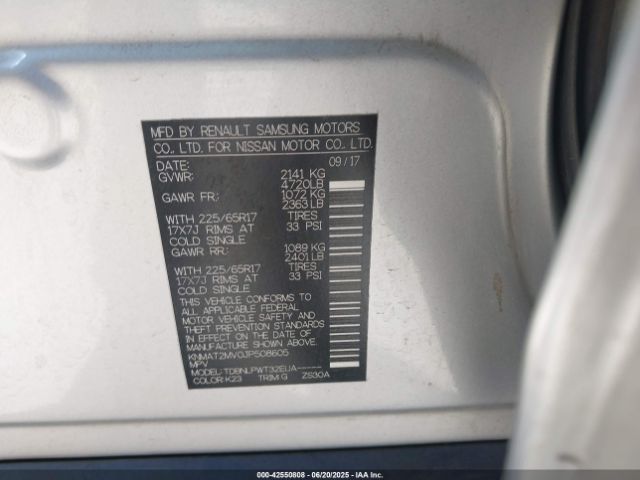 MFD BY RENAULT SAMSUNG MOTORS
CO., LTD. FOR NISSAN MOTOR CO., LTD.
DATE: 09/17
GVWR: 2141 KG
4720LB
GAWR FR: 1072 KG
2363LB
WITH 225/65R17 TIRES
17X7J RIMS AT 33 PSI
COLD SINGLE
GAWR RR: 1089 KG
2401LB
WITH 225/65R17 TIRES
17X7J RIMS AT 33 PSI
COLD SINGLE
THIS VEHICLE CONFORMS TO
ALL APPLICABLE FEDERAL
MOTOR VEHICLE SAFETY AND
THEFT PREVENTION STANDARDS
IN EFFECT ON THE DATE OF
MANUFACTURE SHOWN ABOVE.
KNMAT2MV0JP508605
MPV
MODEL: TDBNLPWT32EUA-----
COLOR: K23 TRIM: G ZS30A
000-42550808 - 06/20/2025 - © IAA, Inc.